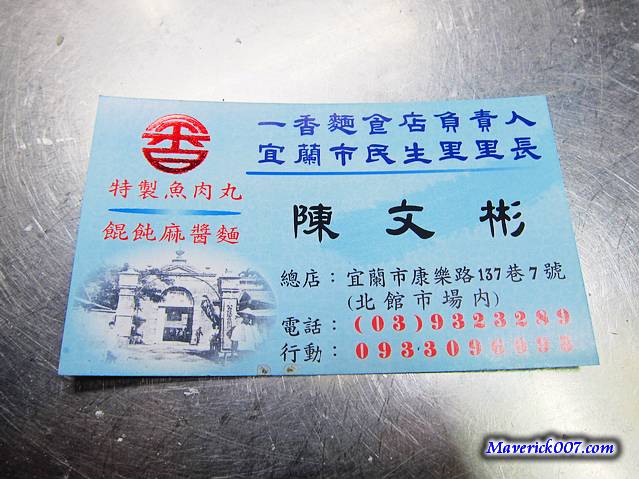 一香麵食店負責人
宜蘭市民生里里長
特製魚肉丸
餛飩麻醬麵
陳文彬
總店：宜蘭市康樂路137巷7號
(北館市場內)
電話：(03)9323289
行動：
Maverick007.com